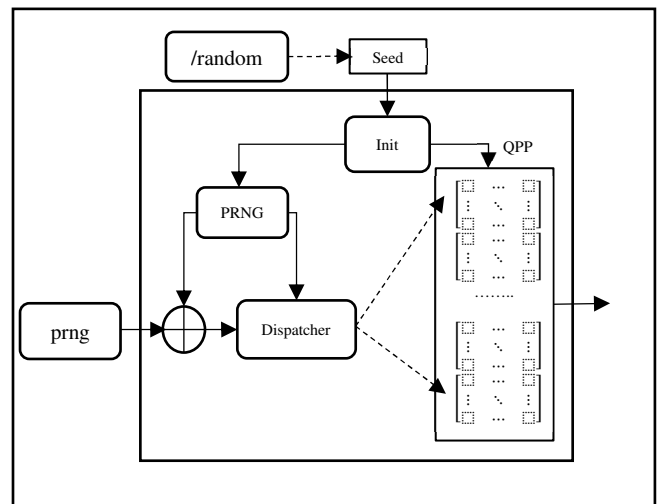 /random
Seed
Init
QPP
PRNG
prng
Dispatcher